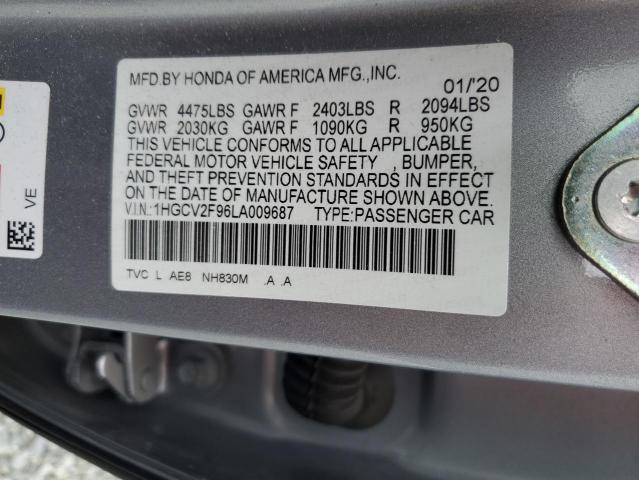 MFD.BY HONDA OF AMERICA MFG.,INC. 01/'20
GVWR 4475LBS GAWR F 2403LBS R 2094LBS
GVWR 2030KG GAWR F 1090KG R 950KG
THIS VEHICLE CONFORMS TO ALL APPLICABLE
FEDERAL MOTOR VEHICLE SAFETY , BUMPER,
AND THEFT PREVENTION STANDARDS IN EFFECT
ON THE DATE OF MANUFACTURE SHOWN ABOVE.
V.I.N.:1HGCV2F96LA009687 TYPE:PASSENGER CAR
TVC L AE8 NH830M .A .A
VE